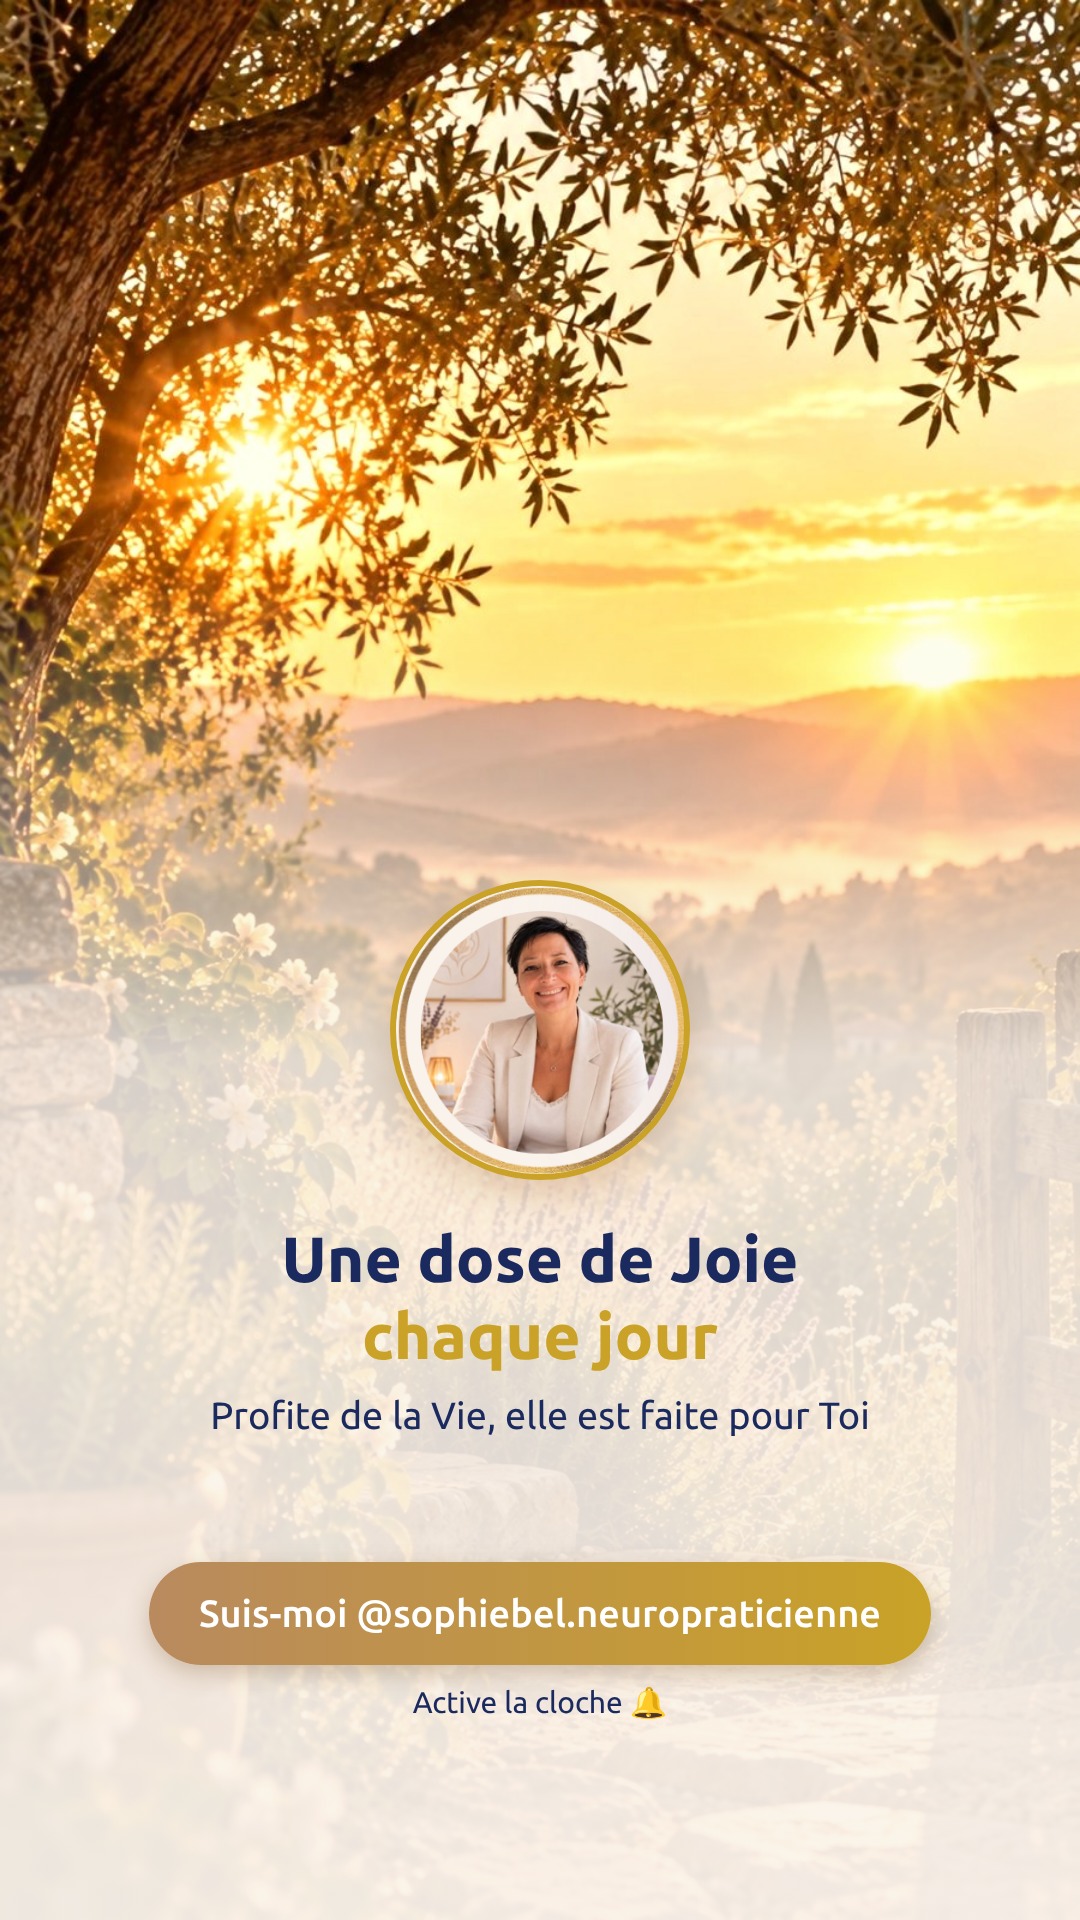 Une dose de Joie
chaque jour
Profite de la Vie, elle est faite pour Toi
Suis-moi @sophiebel.neuropraticienne
Active la cloche 🔔